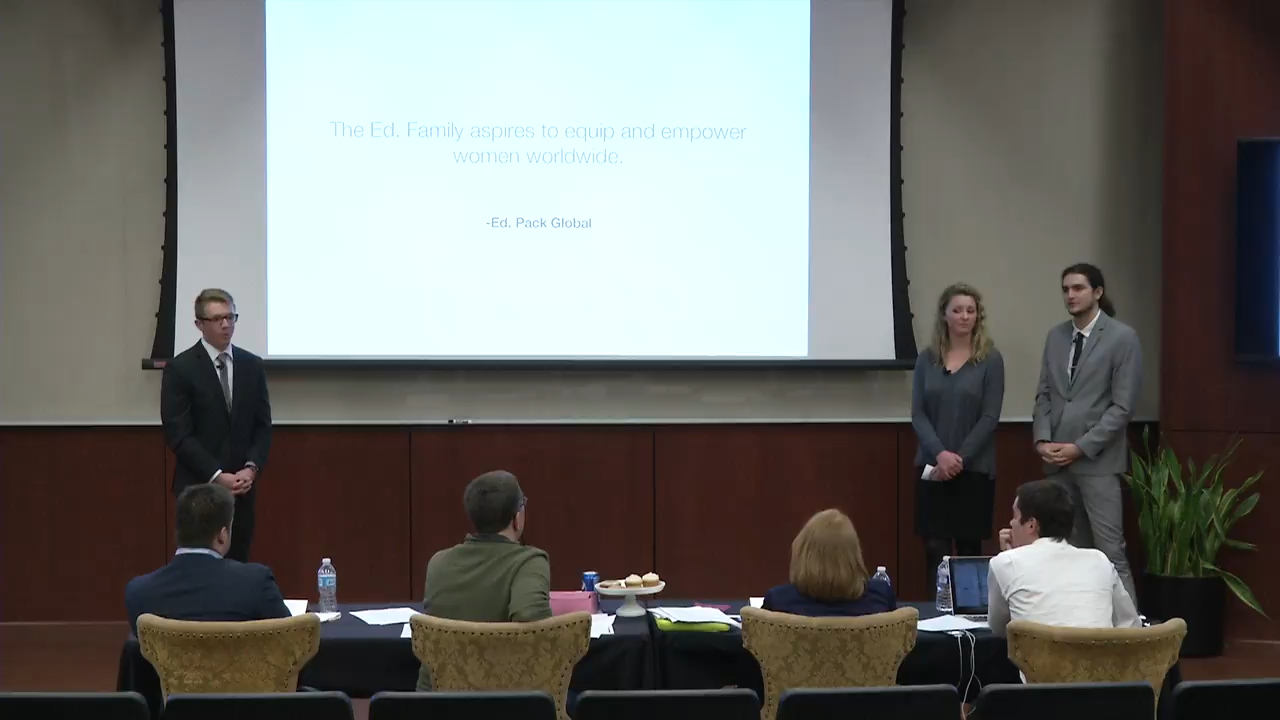 The Ed. Family aspires to equip and empower
women worldwide.
-Ed. Pack Global